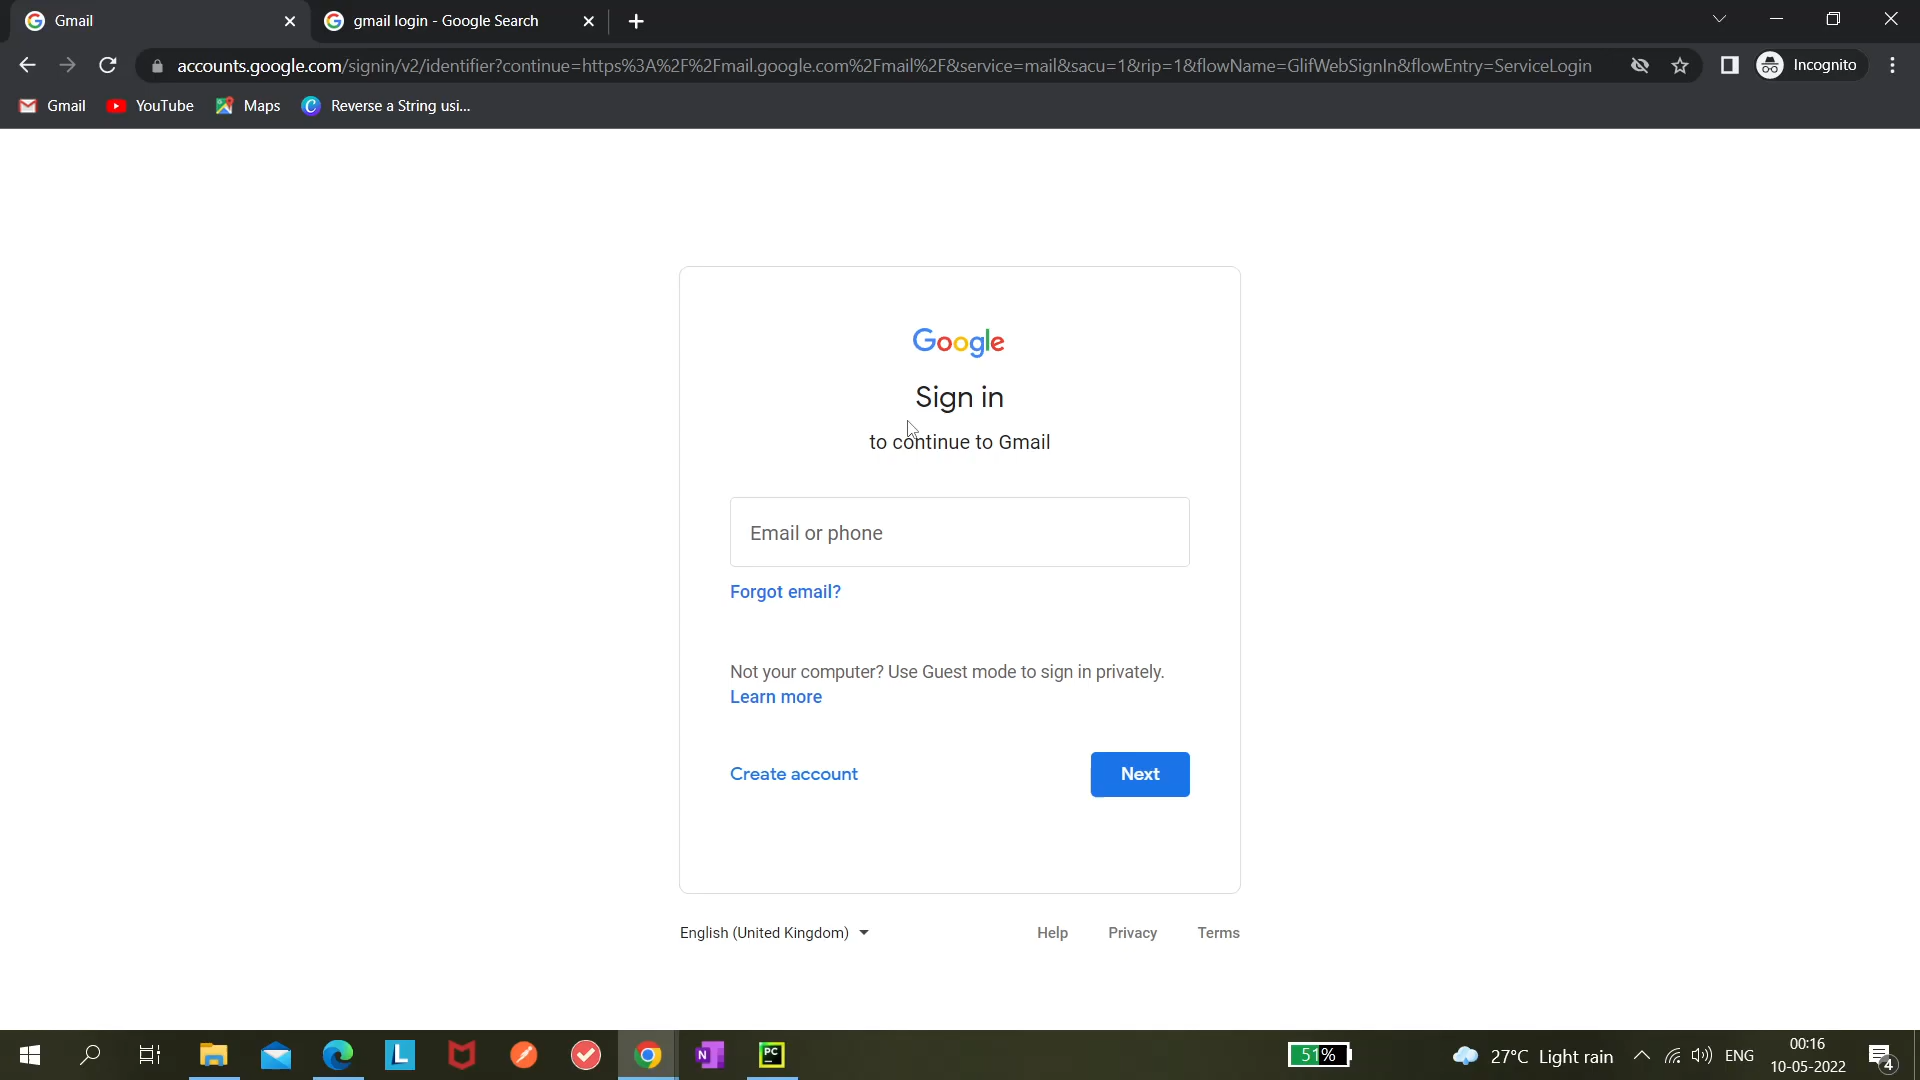 Gmail
gmail login - Google Search
accounts.google.com/signin/v2/identifier?continue=https%3A%2F%2Fmail.google.com%2Fmail%2F&service=mail&sacu=1&rip=1&flowName=GlifWebSignIn&flowEntry=ServiceLogin
Incognito
Gmail
YouTube
Maps
Reverse a String usi...
Google
Sign in
to continue to Gmail
Email or phone
Forgot email?
Not your computer? Use Guest mode to sign in privately.
Learn more
Create account
Next
English (United Kingdom)
Help
Privacy
Terms
L
N
PC
51%
27°C Light rain
ENG
00:16
10-05-2022
4